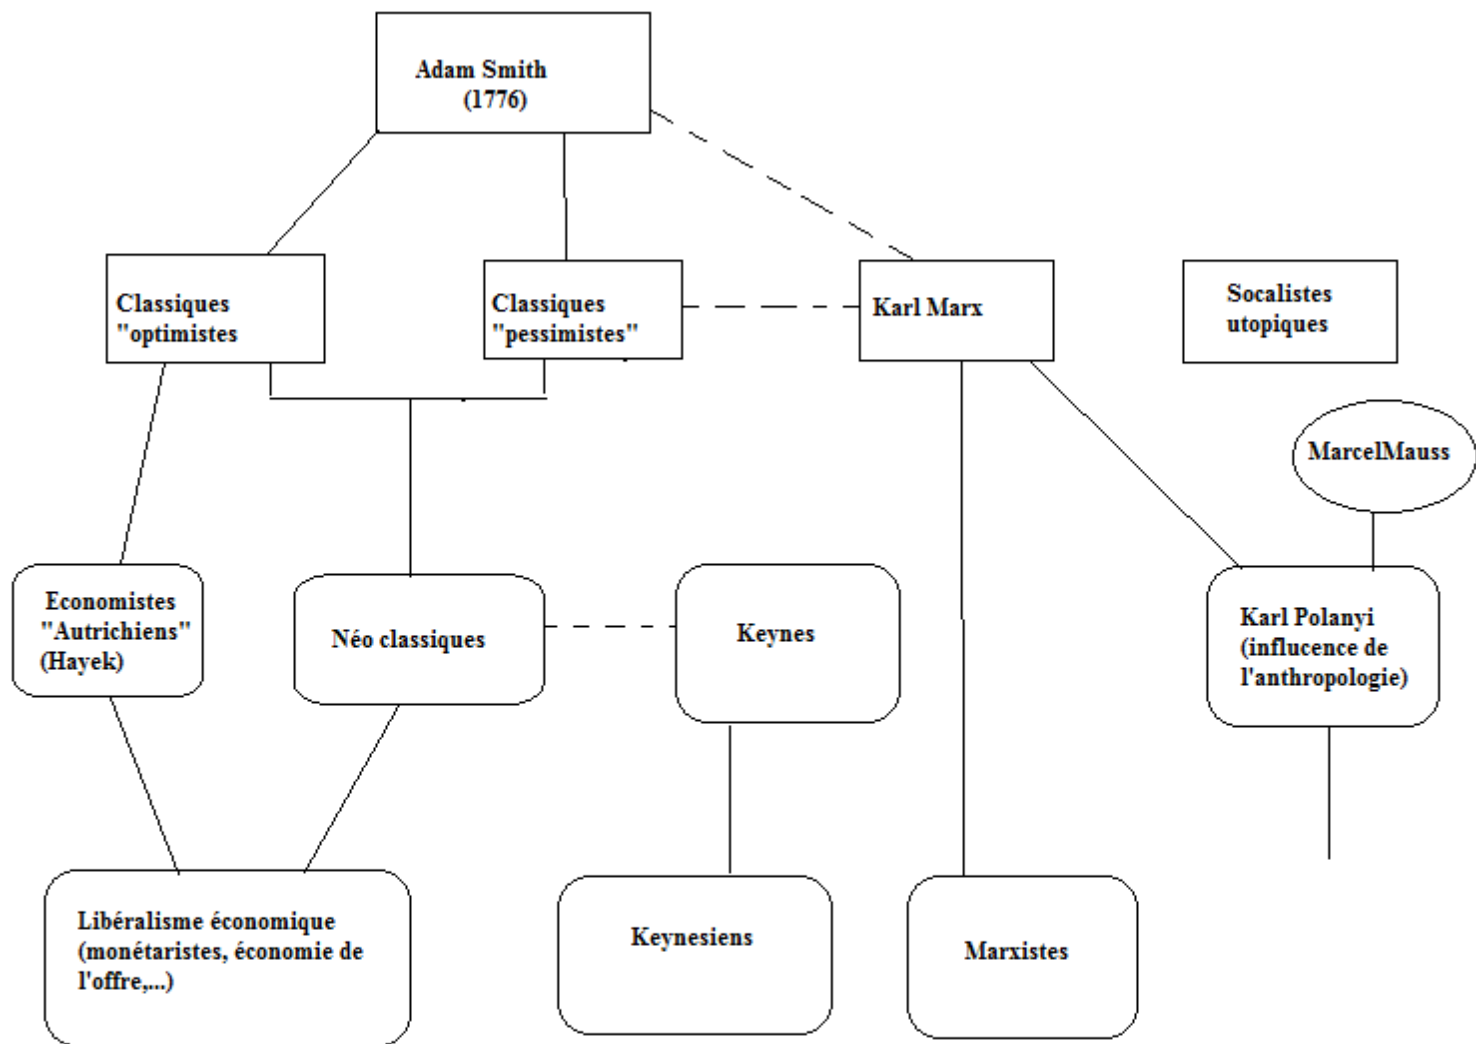 Adam Smith
(1776)
Classiques
"optimistes
Classiques
"pessimistes"
Karl Marx
Socalistes
utopiques
MarcelMauss
Economistes
"Autrichiens"
(Hayek)
Néo classiques
Keynes
Karl Polanyi
(influcence de
l'anthropologie)
Libéralisme économique
(monétaristes, économie de
l'offre,...)
Keynesiens
Marxistes